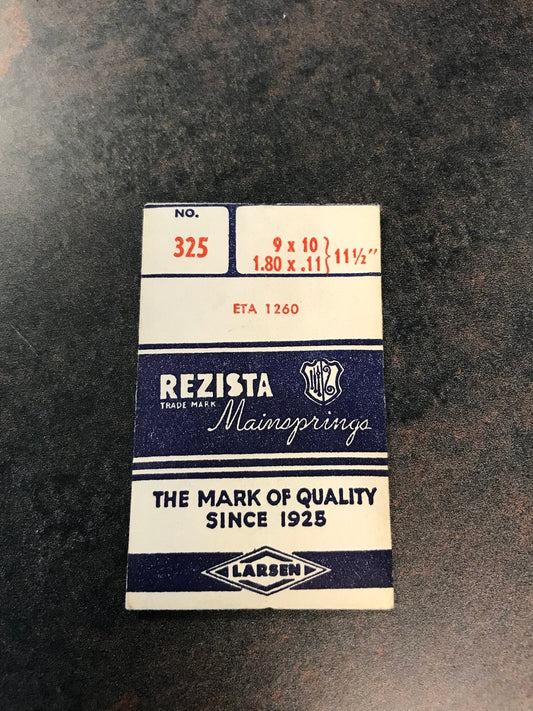 NO.
325
9 x 10
1.80 x .11 } 11½"
ETA 1260
REZISTA
TRADE MARK
Mainsprings
THE MARK OF QUALITY
SINCE 1925
LARSEN